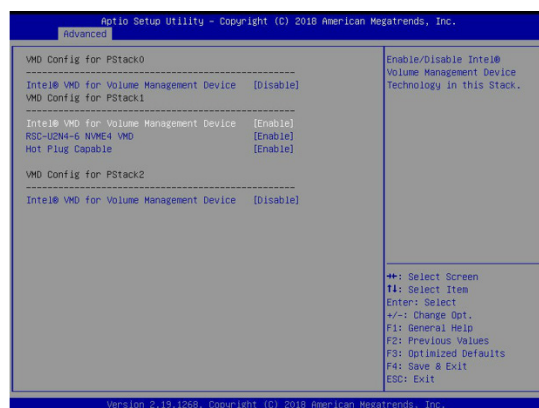 Aptio Setup Utility – Copyright (C) 2018 American Megatrends, Inc.
Advanced
VMD Config for PStack0
------------------------------------------------
Intel® VMD for Volume Management Device [Disable]
VMD Config for PStack1
------------------------------------------------
Intel® VMD for Volume Management Device [Enable]
RSC-U2N4-6 NVME4 VMD [Enable]
Hot Plug Capable [Enable]
VMD Config for PStack2
------------------------------------------------
Intel® VMD for Volume Management Device [Disable]
Enable/Disable Intel®
Volume Management Device
Technology in this Stack.
→←: Select Screen
↑↓: Select Item
Enter: Select
+/-: Change Opt.
F1: General Help
F2: Previous Values
F3: Optimized Defaults
F4: Save & Exit
ESC: Exit
Version 2.19.1268. Copyright (C) 2018 American Megatrends, Inc.